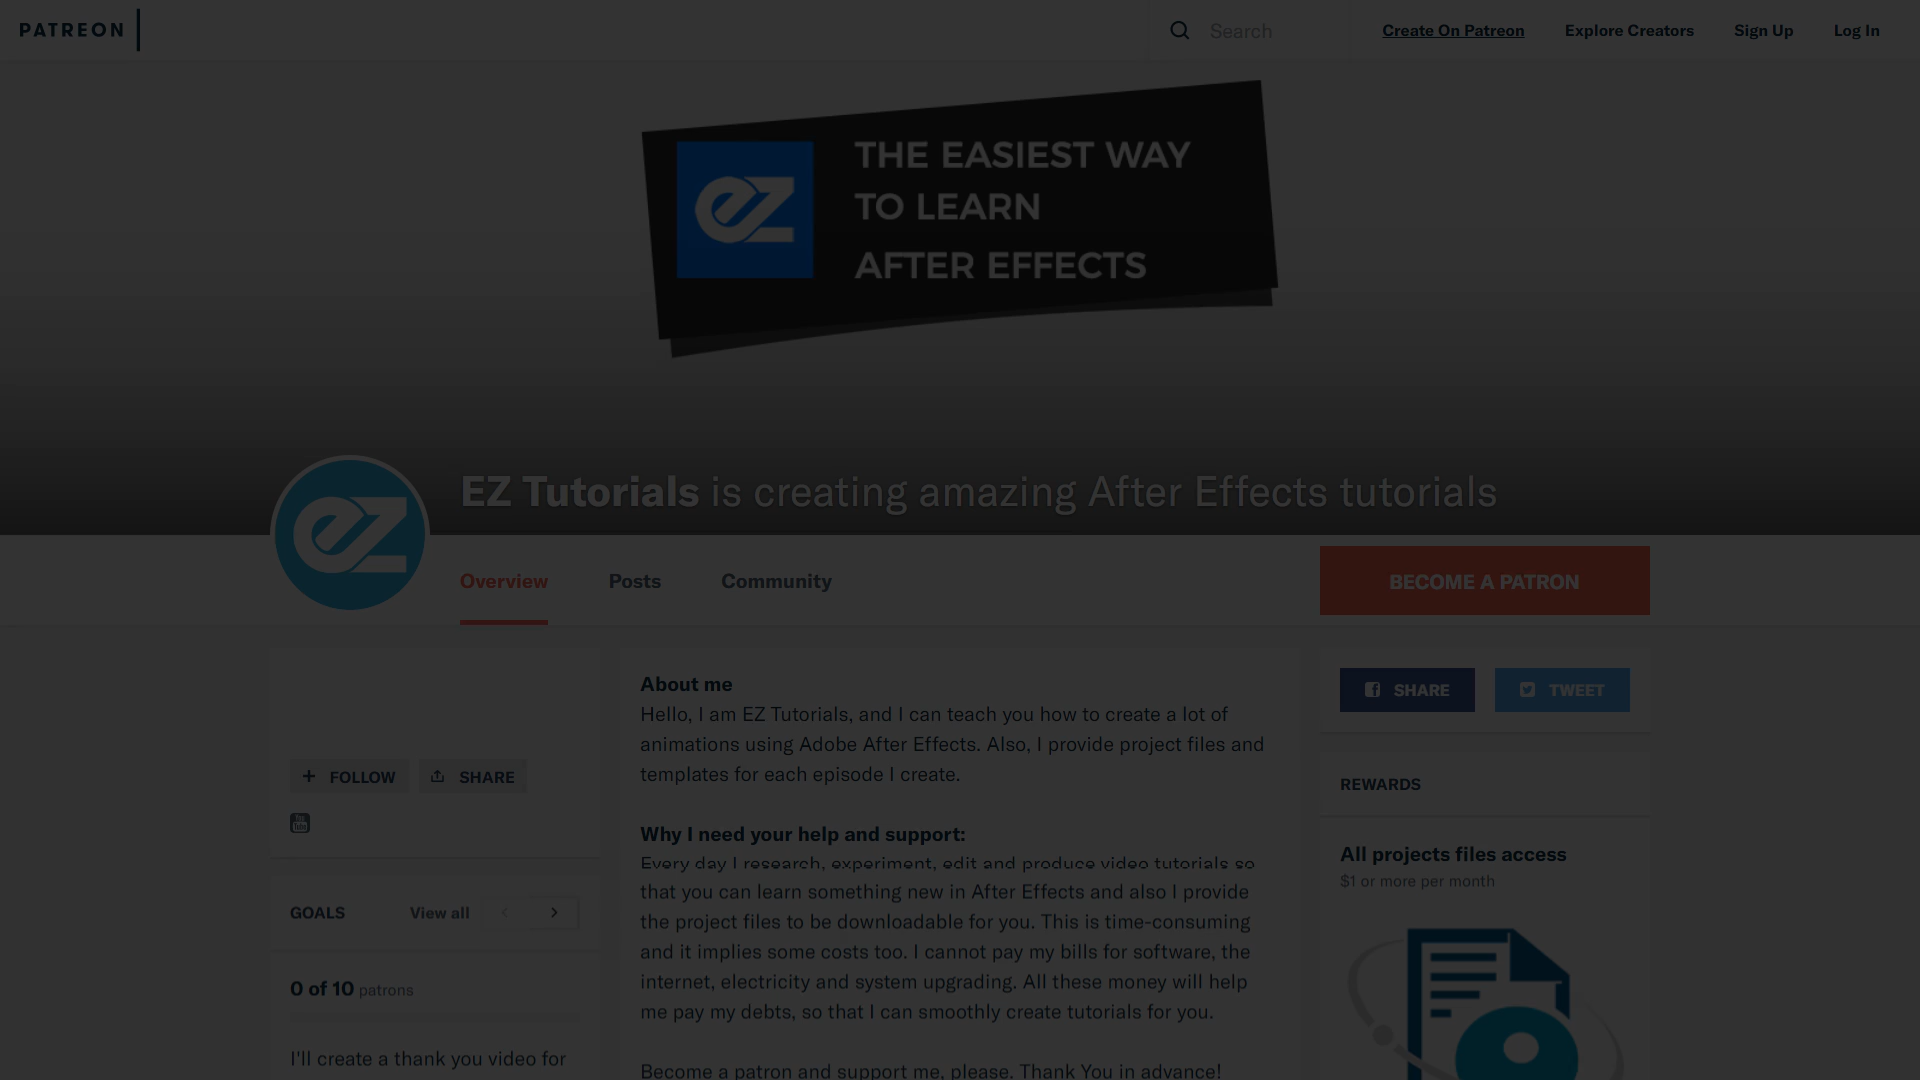 PATREON
Search
Create On Patreon
Explore Creators
Sign Up
Log In
ez
THE EASIEST WAY
TO LEARN
AFTER EFFECTS
ez
EZ Tutorials is creating amazing After Effects tutorials
Overview
Posts
Community
BECOME A PATRON
+ FOLLOW
SHARE
You Tube
GOALS
View all
0 of 10 patrons
I'll create a thank you video for
About me
Hello, I am EZ Tutorials, and I can teach you how to create a lot of
animations using Adobe After Effects. Also, I provide project files and
templates for each episode I create.
Why I need your help and support:
Every day I research, experiment, edit and produce video tutorials so
that you can learn something new in After Effects and also I provide
the project files to be downloadable for you. This is time-consuming
and it implies some costs too. I cannot pay my bills for software, the
internet, electricity and system upgrading. All these money will help
me pay my debts, so that I can smoothly create tutorials for you.
Become a patron and support me, please. Thank You in advance!
SHARE
TWEET
REWARDS
All projects files access
$1 or more per month